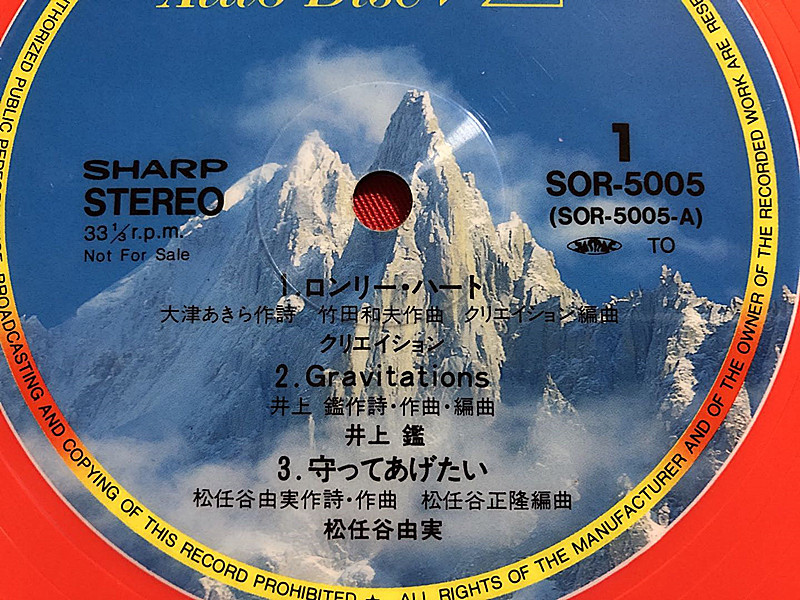 SHARP
STEREO
33⅓r.p.m.
Not For Sale
1
SOR-5005
(SOR-5005-A)
JASRAC TO
1.ロンリー・ハート
大津あきら作詩 竹田和夫作曲 クリエイション編曲
クリエイション
2.Gravitations
井上 鑑作詩・作曲・編曲
井上 鑑
3.守ってあげたい
松任谷由実作詩・作曲 松任谷正隆編曲
松任谷由実
BROADCASTING AND COPYING OF THIS RECORD PROHIBITED ★ ALL RIGHTS OF THE MANUFACTURER AND OF THE OWNER OF THE RECORDED WORK ARE